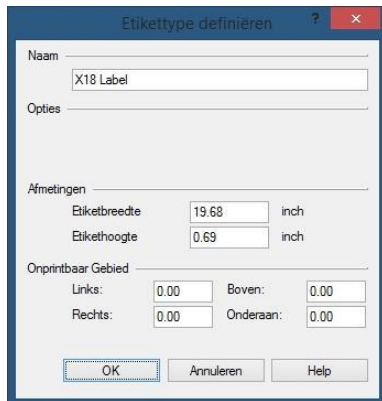 Etikettype definiëren ? ×
Naam
X18 Label
Opties
Afmetingen
Etiketbreedte 19.68 inch
Etikethoogte 0.69 inch
Onprintbaar Gebied
Links: 0.00 Boven: 0.00
Rechts: 0.00 Onderaan: 0.00
OK Annuleren Help